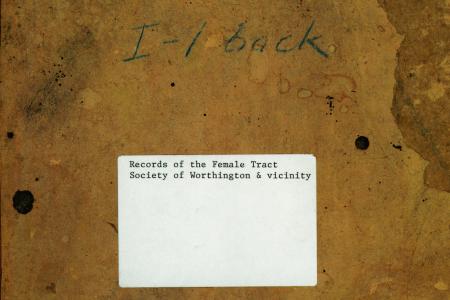 I-1 back
Records of the Female Tract
Society of Worthington & vicinity